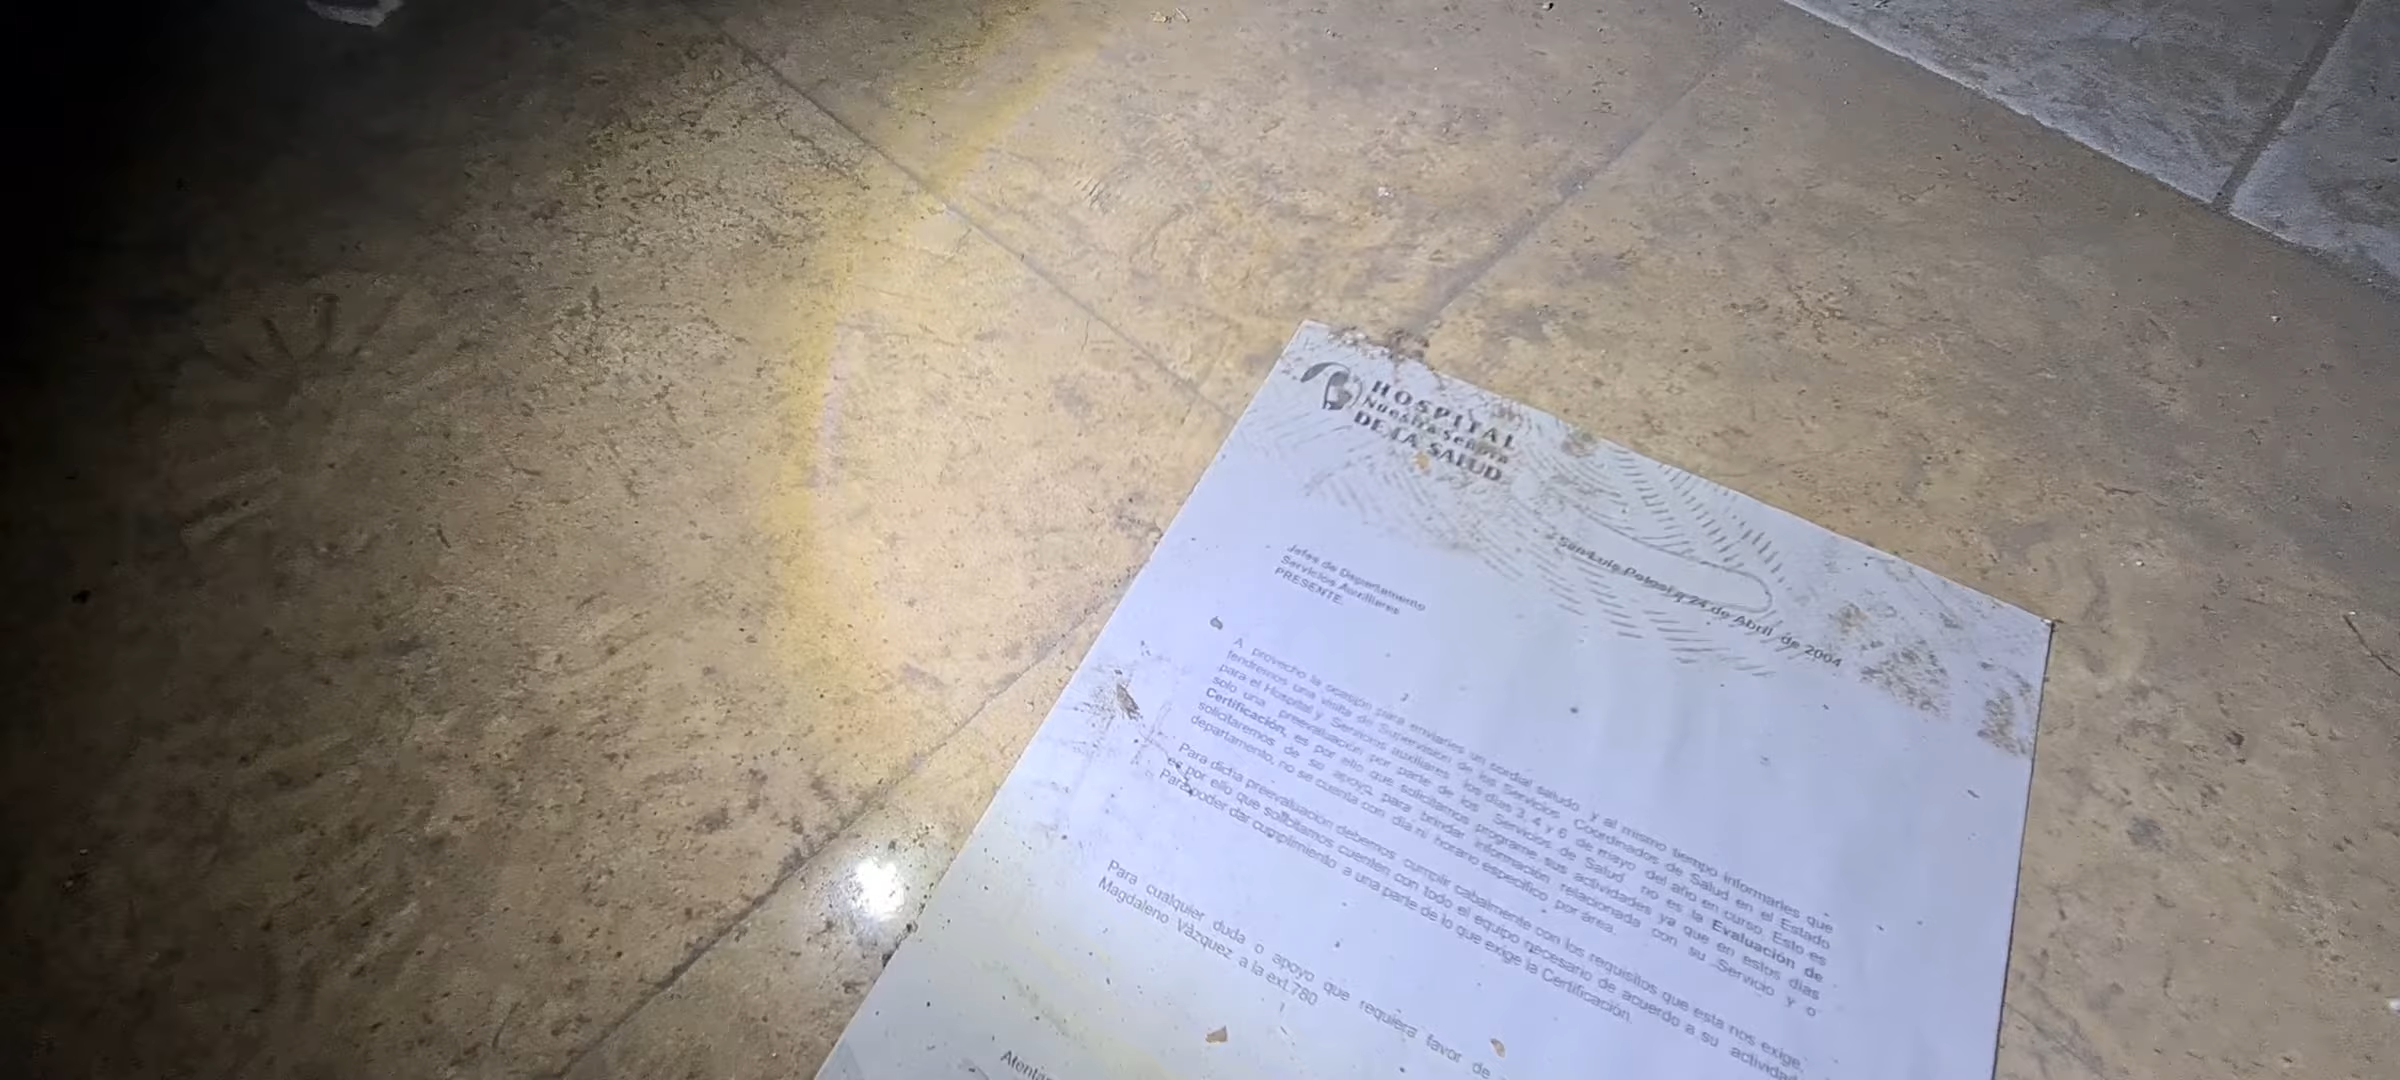 HOSPITAL
Nuestra Señora
DE LA SALUD
San Luis Potosí a 24 de Abril de 2004
Jefes de Departamento
Servicios Auxiliares
PRESENTE.
A provecho la ocasión para enviarles un cordial saludo y al mismo tiempo informarles que
tendremos una visita de Supervisión de los Servicios Coordinados de Salud en el Estado
para el Hospital y Servicios auxiliares los días 3, 4 y 6 de mayo del año en curso Esto es
solo una preevaluación por parte de los Servicios de Salud, no es la Evaluación de
Certificación, es por ello que solicitamos programe sus actividades ya que en estos días
solicitaremos de su apoyo, para brindar información relacionada con su Servicio y o
departamento, no se cuenta con día ni horario específico por área.
Para dicha preevaluación debemos cumplir cabalmente con los requisitos que esta nos exige,
es por ello que solicitamos cuenten con todo el equipo necesario de acuerdo a su actividad
Para poder dar cumplimiento a una parte de lo que exige la Certificación.
Para cualquier duda o apoyo que requiera favor de
Magdaleno Vázquez a la ext.780